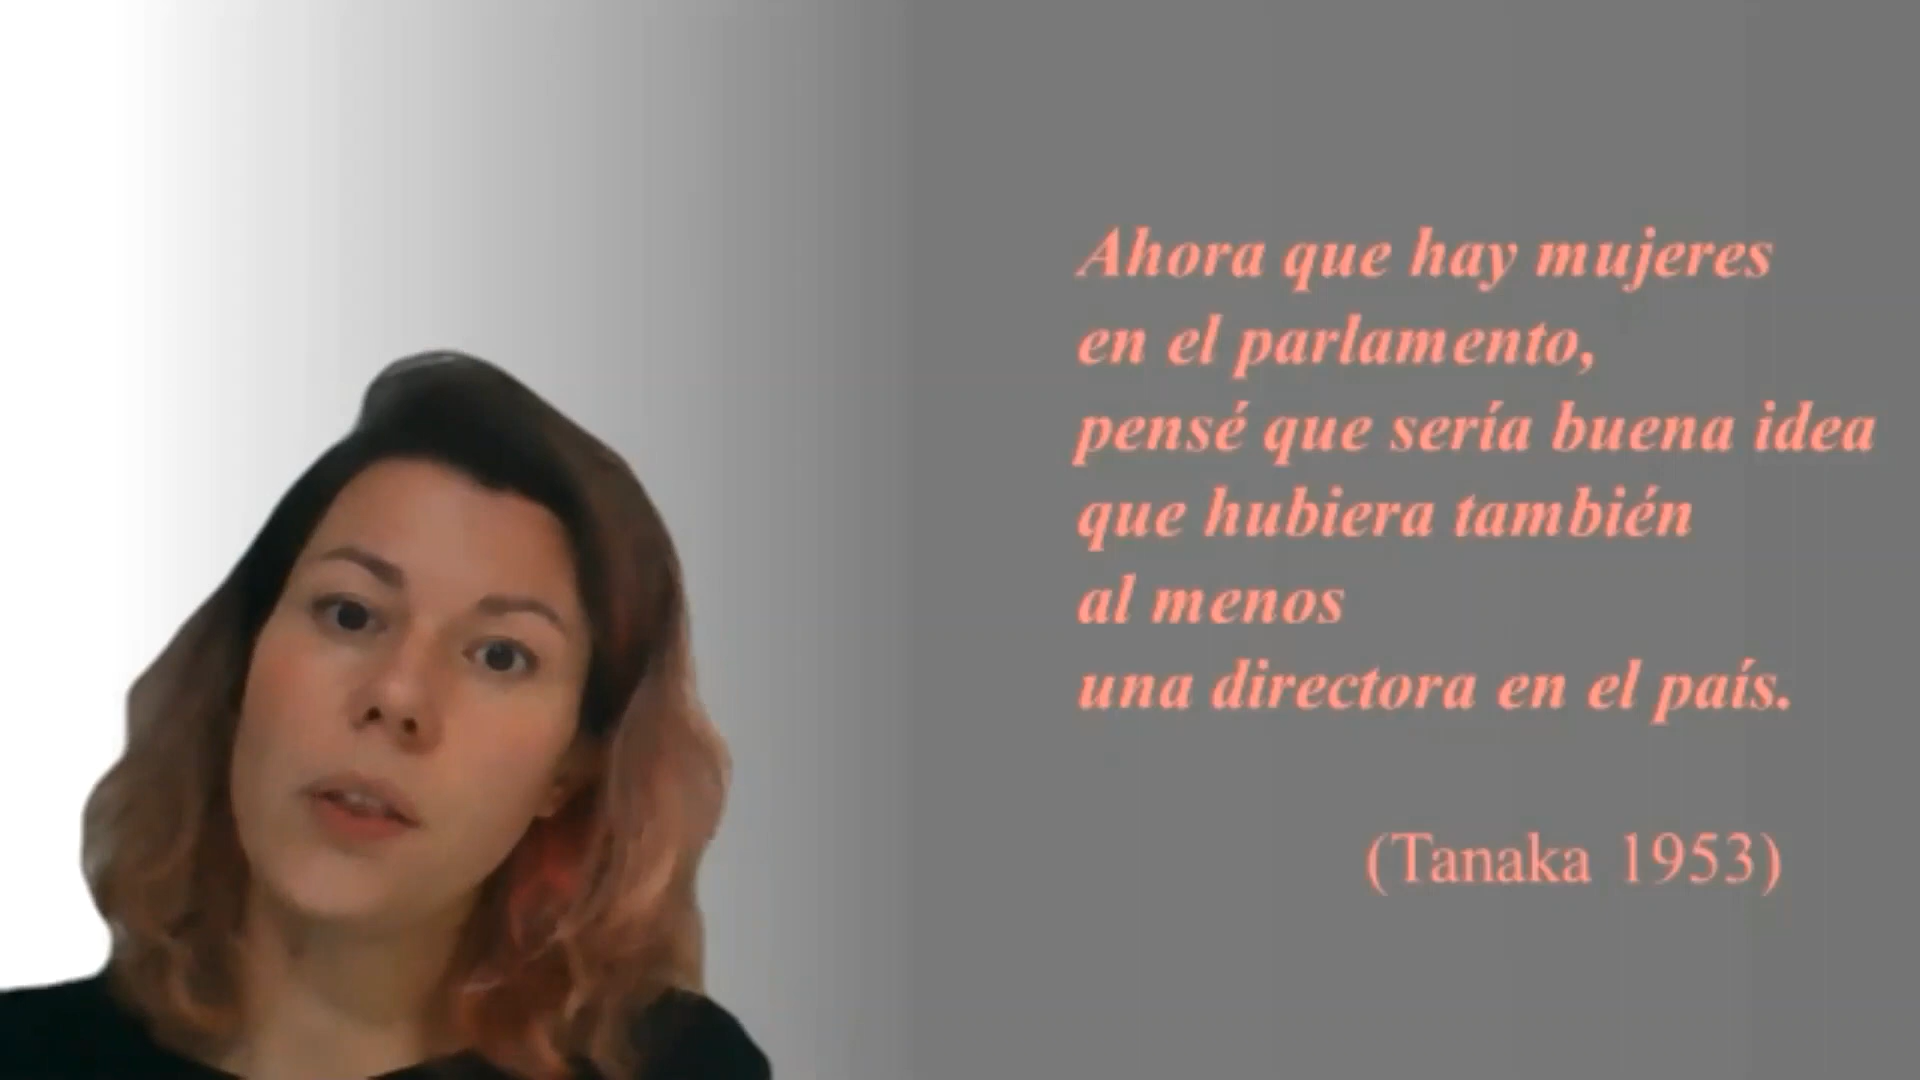 Ahora que hay mujeres
en el parlamento,
pensé que sería buena idea
que hubiera también
al menos
una directora en el país.
(Tanaka 1953)